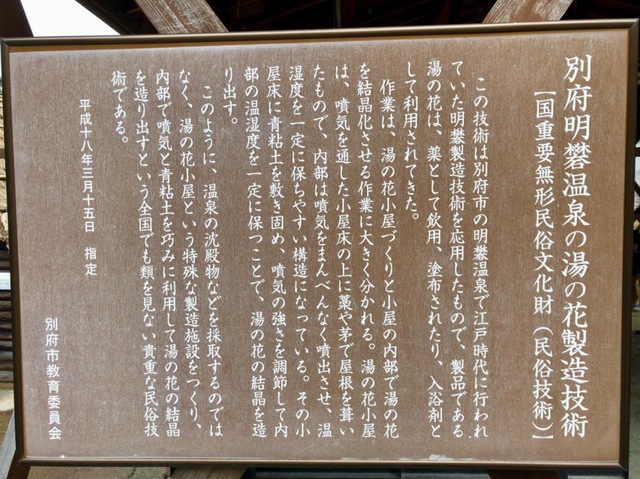 別府明礬温泉の湯の花製造技術
【国重要無形民俗文化財(民俗技術)】
この技術は別府市の明礬温泉で江戸時代に行われ
ていた明礬製造技術を応用したもので、製品である
湯の花は、薬として飲用、塗布されたり、入浴剤と
して利用されてきた。
作業は、湯の花小屋づくりと小屋の内部で湯の花
を結晶化させる作業に大きく分かれる。湯の花小屋
は、噴気を通した小屋床の上に藁や茅で屋根を葺い
たもので、内部は噴気をまんべんなく噴出させ、温
湿度を一定に保ちやすい構造になっている。その小
屋床に青粘土を敷き固め、噴気の強さを調節して内
部の温湿度を一定に保つことで、湯の花の結晶を造
り出す。
このように、温泉の沈殿物などを採取するのでは
なく、湯の花小屋という特殊な製造施設をつくり、
内部で噴気と青粘土を巧みに利用して湯の花の結晶
を造り出すという全国でも類を見ない貴重な民俗技
術である。
平成十八年三月十五日 指定
別府市教育委員会